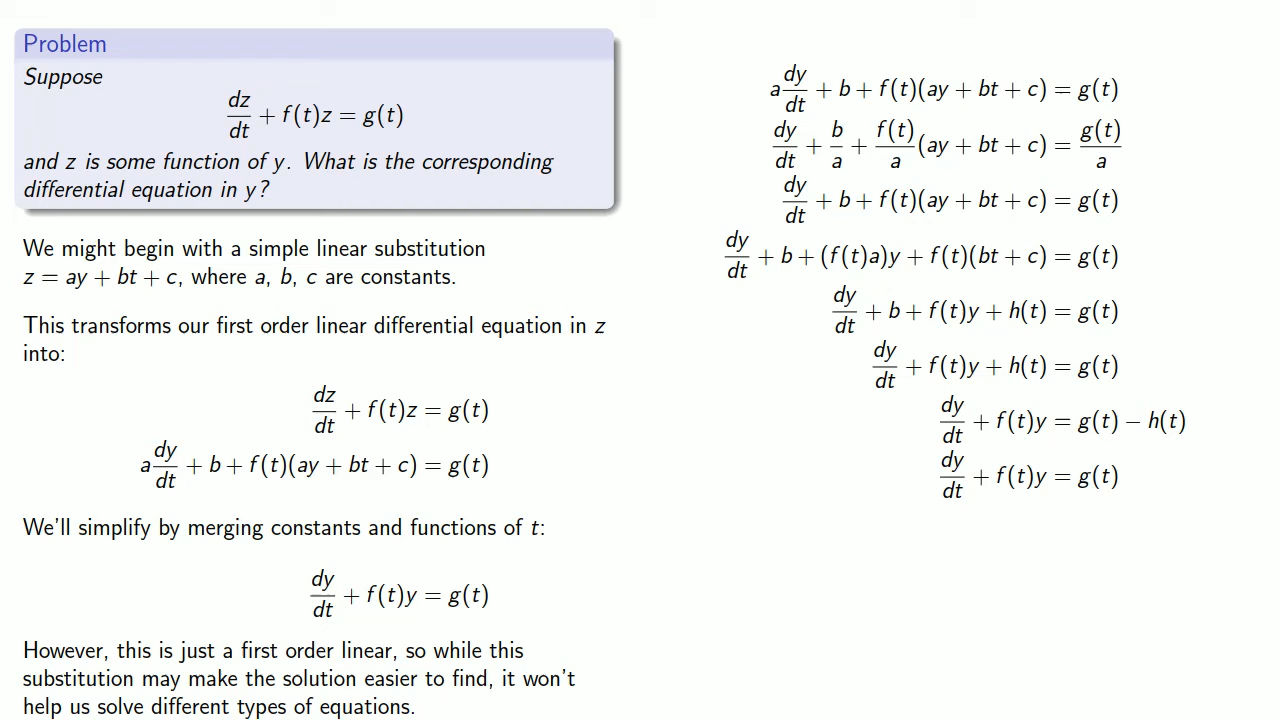 Problem
Suppose
dz/dt + f(t)z = g(t)
and z is some function of y. What is the corresponding
differential equation in y?
We might begin with a simple linear substitution
z = ay + bt + c, where a, b, c are constants.
This transforms our first order linear differential equation in z
into:
dz/dt + f(t)z = g(t)
a dy/dt + b + f(t)(ay + bt + c) = g(t)
We'll simplify by merging constants and functions of t:
dy/dt + f(t)y = g(t)
However, this is just a first order linear, so while this
substitution may make the solution easier to find, it won't
help us solve different types of equations.
a dy/dt + b + f(t)(ay + bt + c) = g(t)
dy/dt + b/a + f(t)/a (ay + bt + c) = g(t)/a
dy/dt + b + f(t)(ay + bt + c) = g(t)
dy/dt + b + (f(t)a)y + f(t)(bt + c) = g(t)
dy/dt + b + f(t)y + h(t) = g(t)
dy/dt + f(t)y + h(t) = g(t)
dy/dt + f(t)y = g(t) − h(t)
dy/dt + f(t)y = g(t)